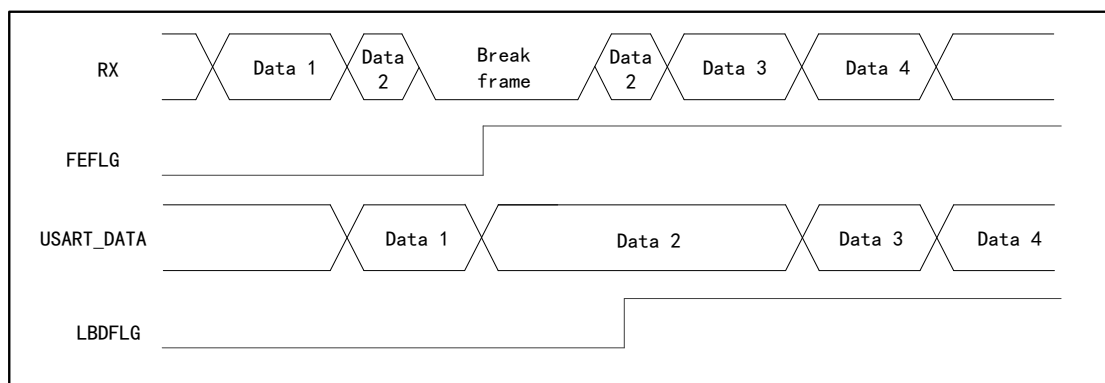 RX
Data 1
Data
2
Break
frame
Data
2
Data 3
Data 4
FEFLG
USART_DATA
Data 1
Data 2
Data 3
Data 4
LBDFLG